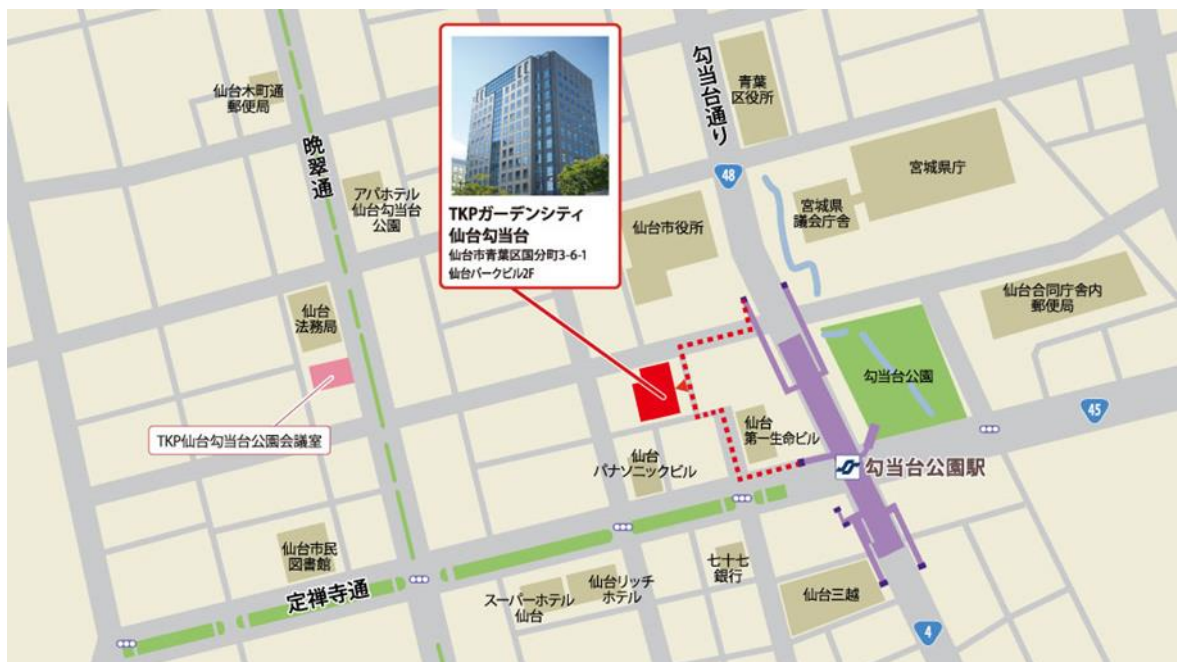 仙台木町通
郵便局
晩翠通
アパホテル
仙台勾当台
公園
TKPガーデンシティ
仙台勾当台
仙台市青葉区国分町3-6-1
仙台パークビル2F
勾当台通り
青葉
区役所
48
宮城県庁
宮城県
議会庁舎
仙台市役所
仙台合同庁舎内
郵便局
仙台
法務局
勾当台公園
45
TKP仙台勾当台公園会議室
仙台
第一生命ビル
仙台
パナソニックビル
勾当台公園駅
仙台市民
図書館
定禅寺通
七十七
銀行
仙台リッチ
ホテル
スーパーホテル
仙台
仙台三越
4